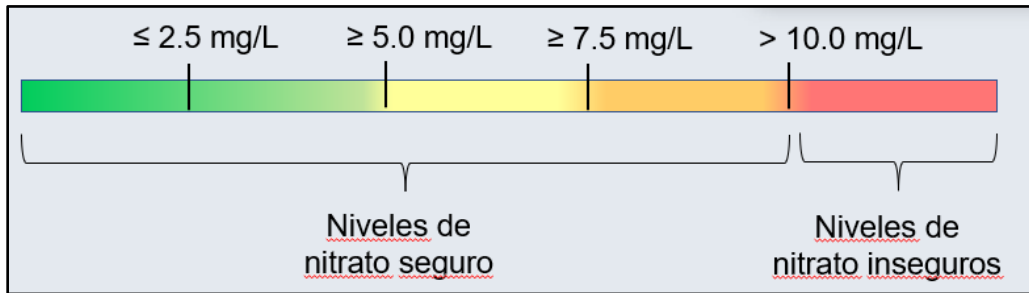 ≤ 2.5 mg/L ≥ 5.0 mg/L ≥ 7.5 mg/L > 10.0 mg/L
Niveles de
nitrato seguro
Niveles de
nitrato inseguros